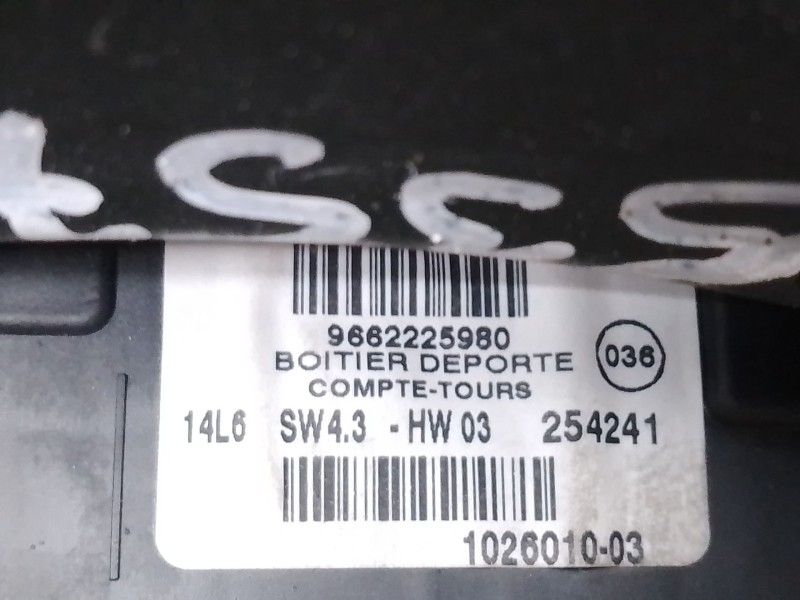 9662225980
BOITIER DEPORTE
COMPTE-TOURS
036
14L6 SW4.3 - HW 03 254241
1026010-03